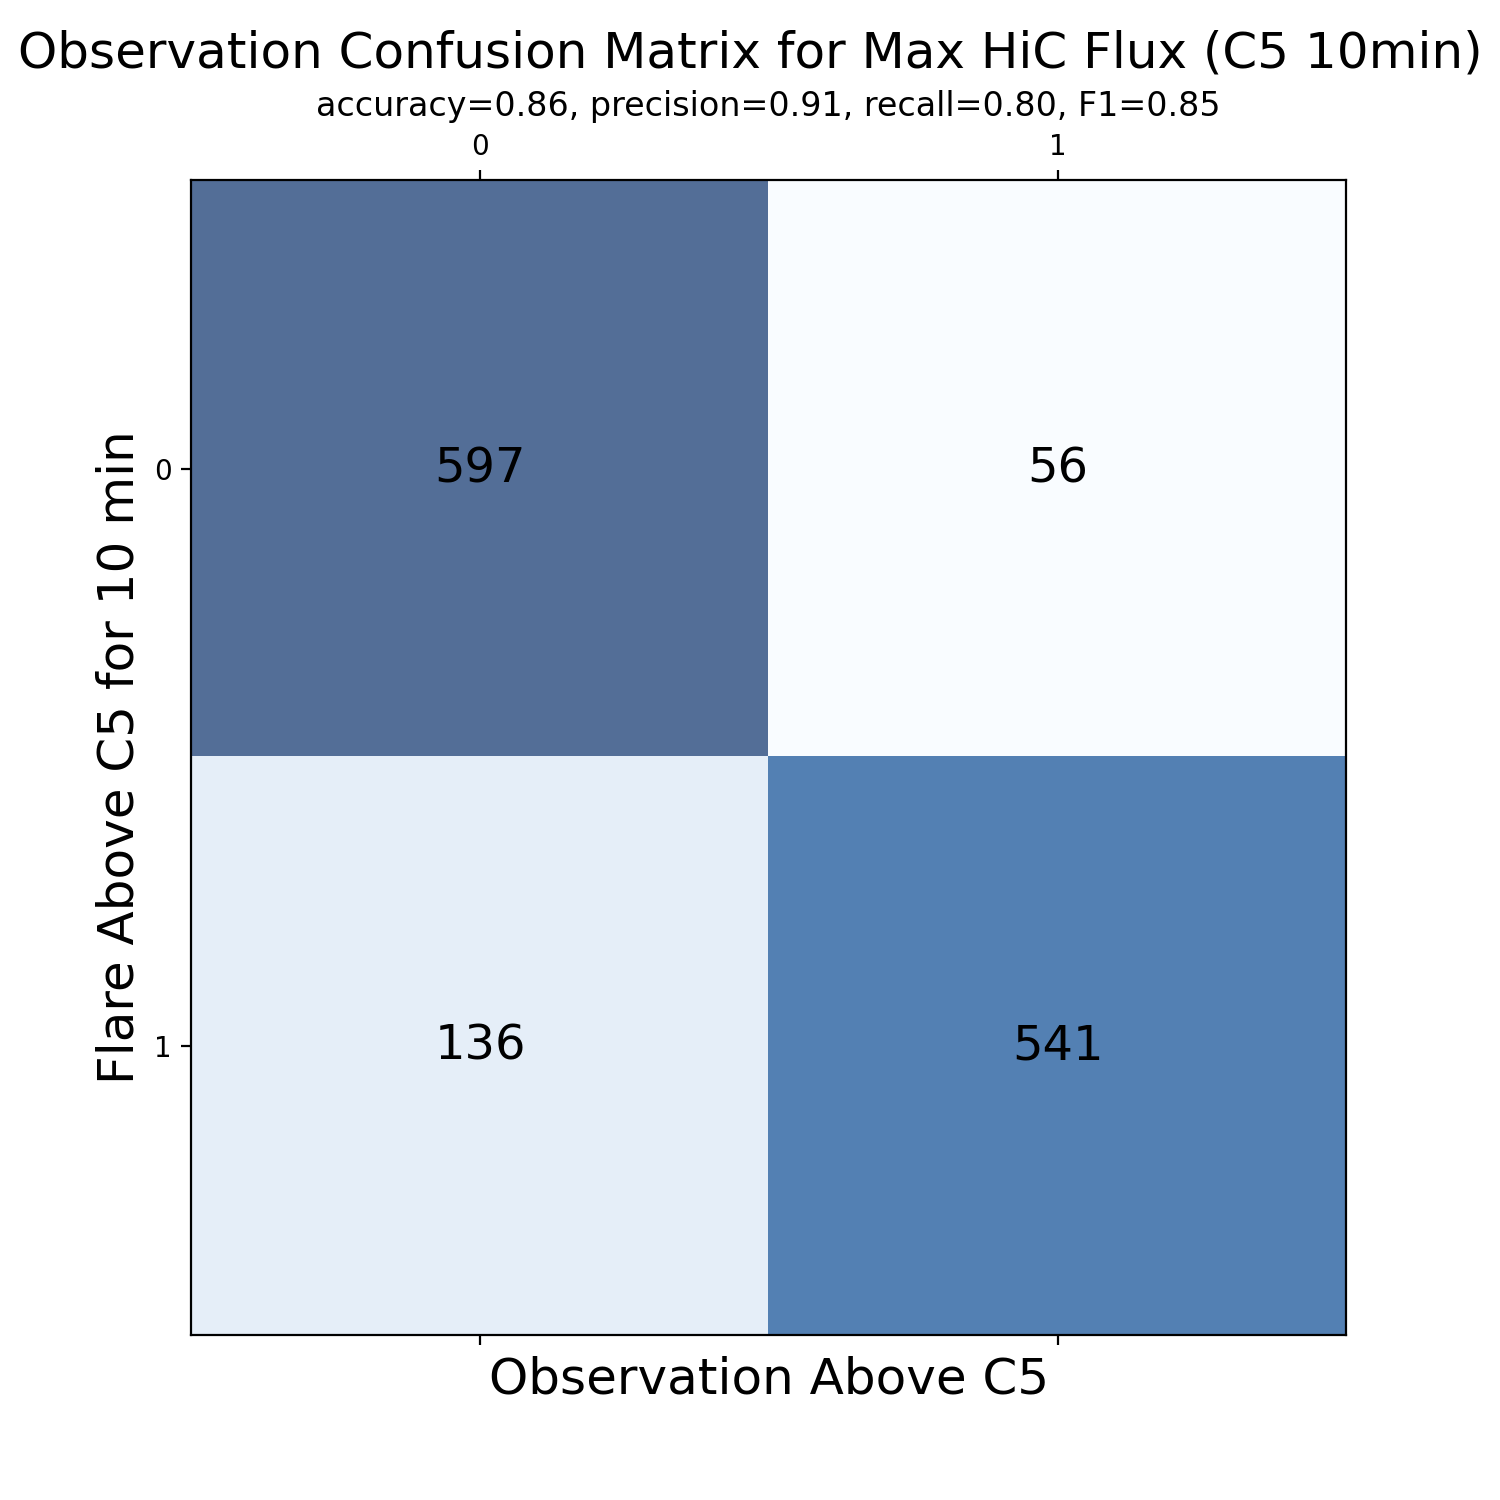 Observation Confusion Matrix for Max HiC Flux (C5 10min)
accuracy=0.86, precision=0.91, recall=0.80, F1=0.85
0 1
Flare Above C5 for 10 min
0
597 56
1
136 541
Observation Above C5